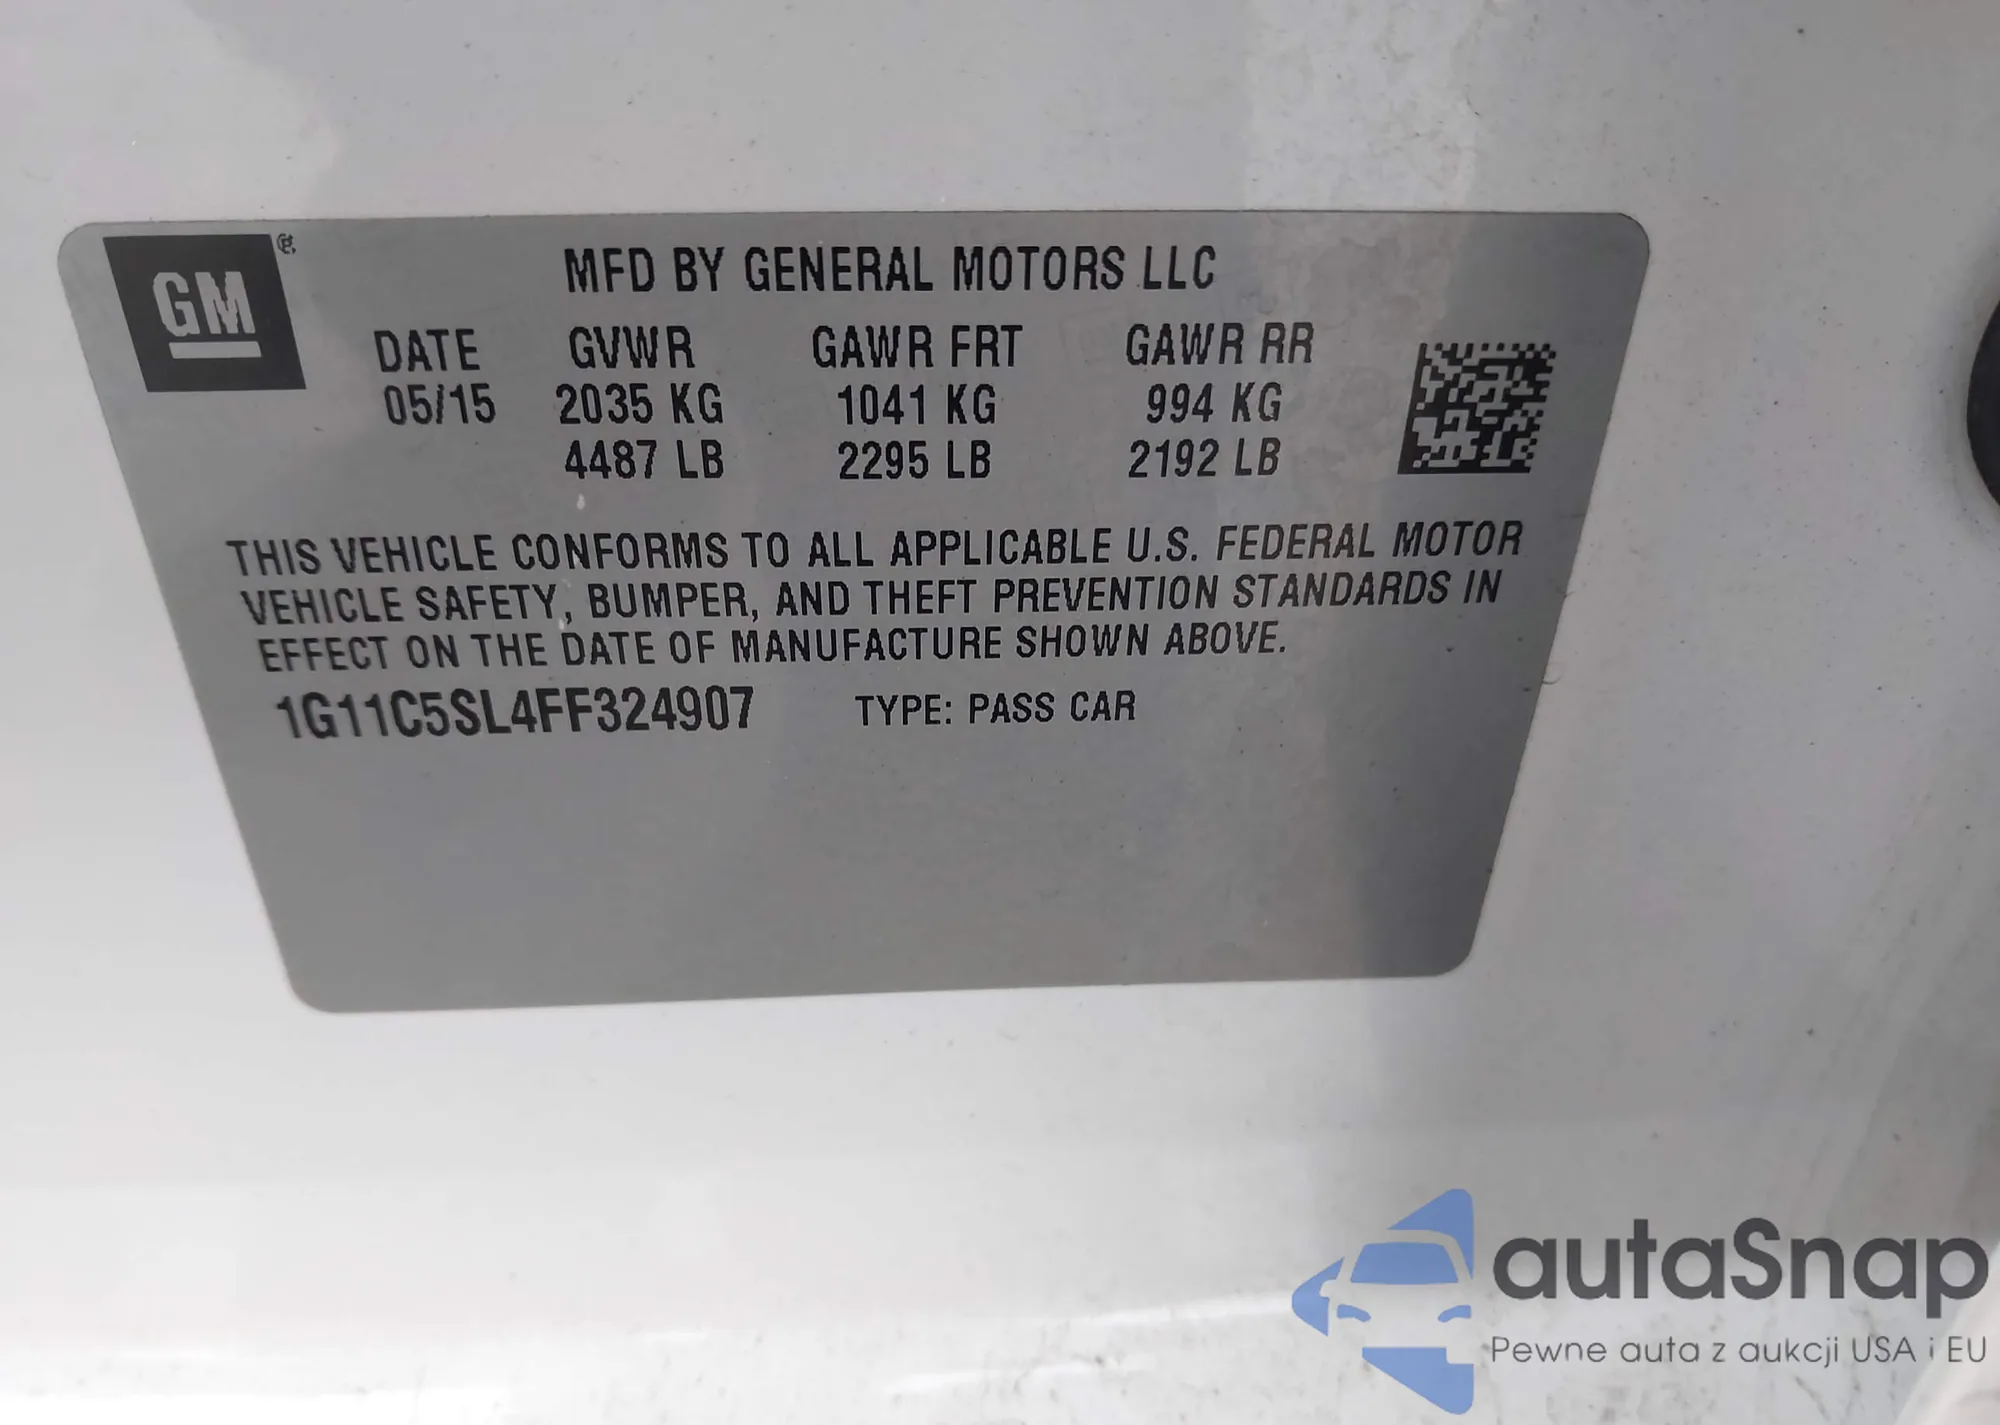 GM ®
MFD BY GENERAL MOTORS LLC
DATE GVWR GAWR FRT GAWR RR
05/15 2035 KG 1041 KG 994 KG
4487 LB 2295 LB 2192 LB
THIS VEHICLE CONFORMS TO ALL APPLICABLE U.S. FEDERAL MOTOR
VEHICLE SAFETY, BUMPER, AND THEFT PREVENTION STANDARDS IN
EFFECT ON THE DATE OF MANUFACTURE SHOWN ABOVE.
1G11C5SL4FF324907 TYPE: PASS CAR
autaSnap
Pewne auta z aukcji USA i EU